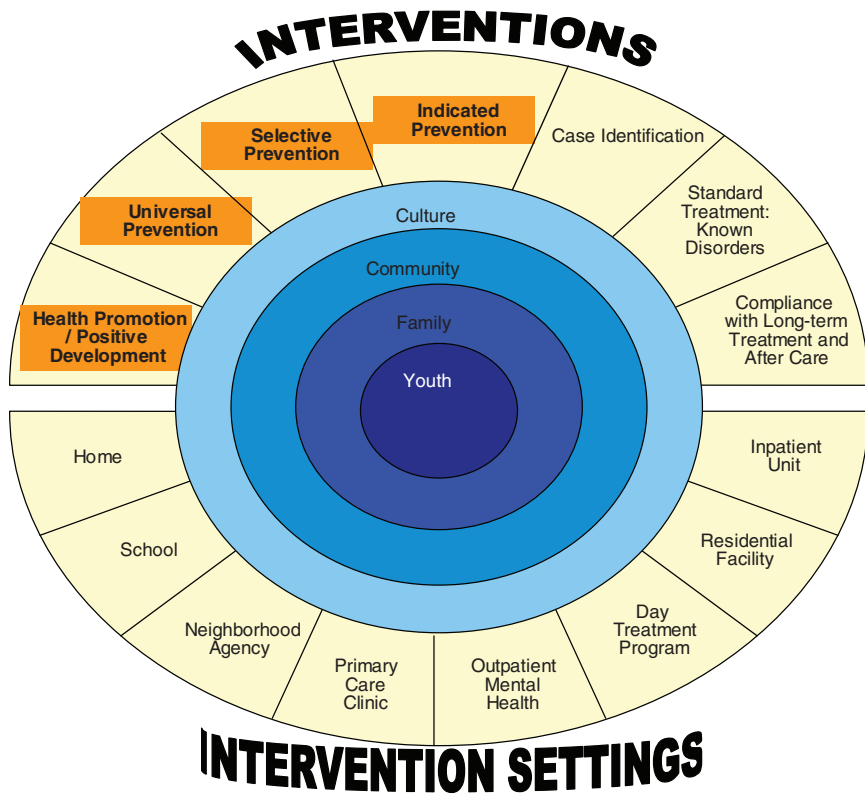 INTERVENTIONS
Indicated
Prevention
Selective
Prevention
Case Identification
Universal
Prevention
Standard
Treatment:
Known
Disorders
Health Promotion
/ Positive
Development
Compliance
with Long-term
Treatment and
After Care
Culture
Community
Family
Youth
Home
School
Neighborhood
Agency
Primary
Care
Clinic
Outpatient
Mental
Health
Day
Treatment
Program
Residential
Facility
Inpatient
Unit
INTERVENTION SETTINGS